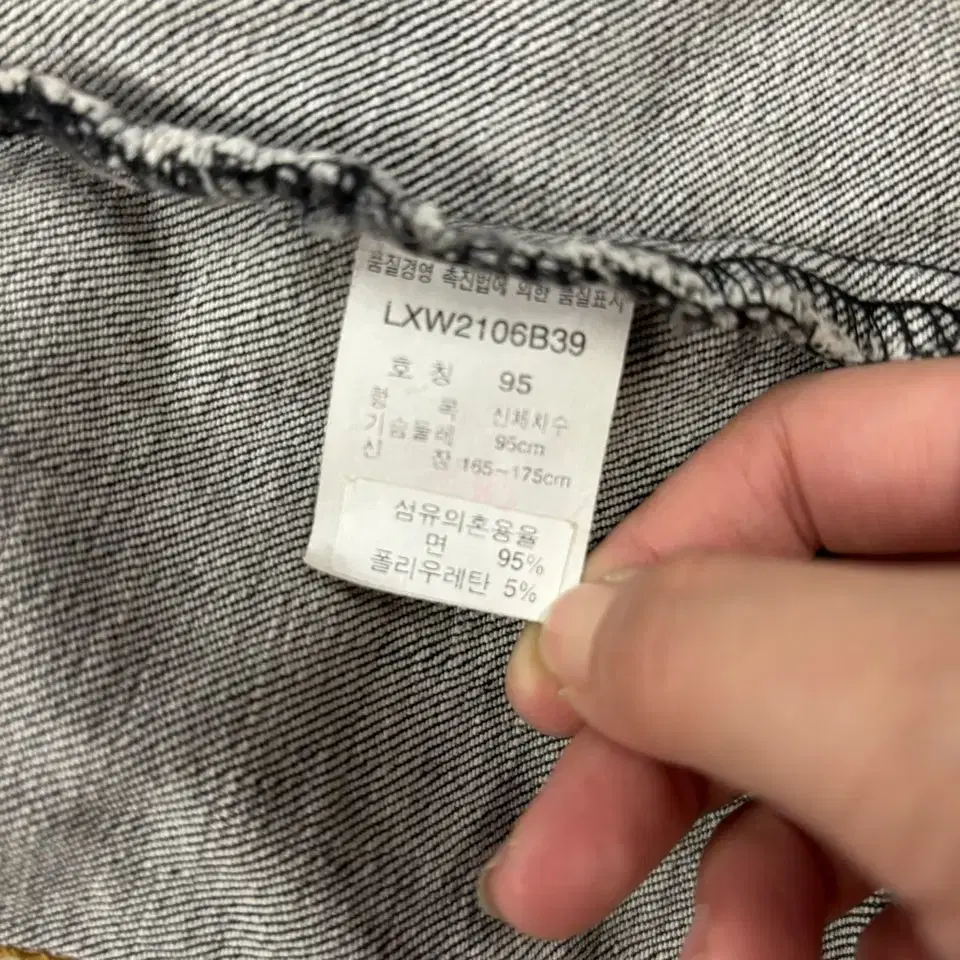 품질경영 촉진법에 의한 품질표시
LXW2106B39
호 칭 95
항 목 신체치수
가슴둘레 95cm
신 장 165~175cm
섬유의혼용율
면 95%
폴리우레탄 5%